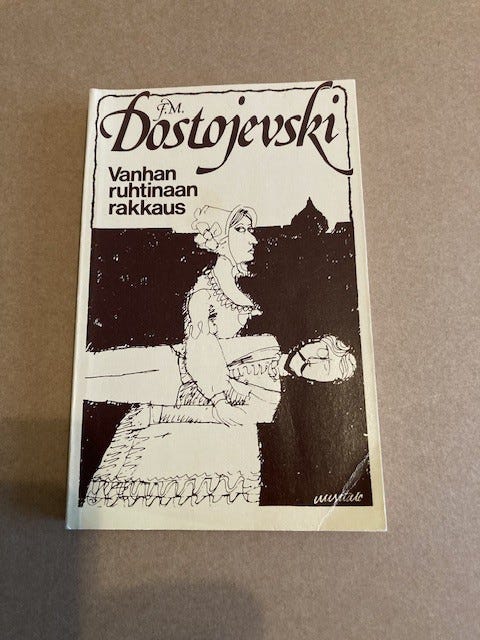 F.M.
Dostojevski
Vanhan
ruhtinaan
rakkaus